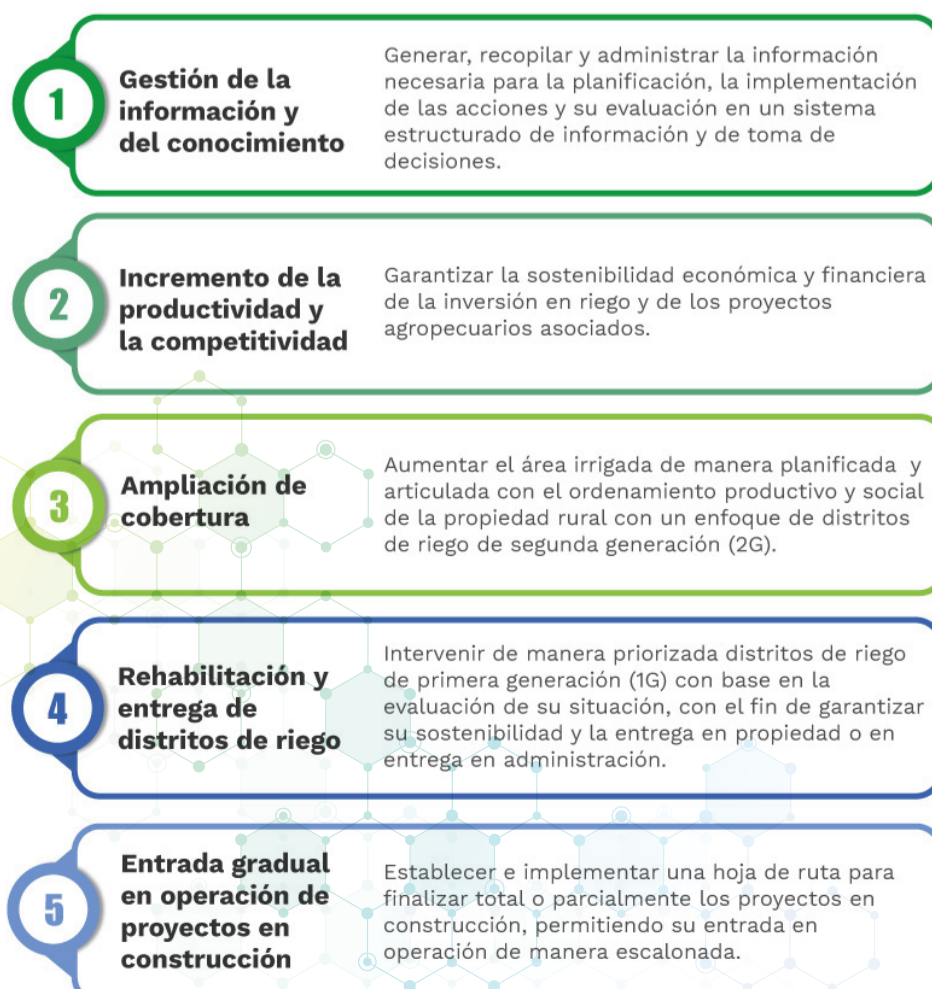 1
Gestión de la
información y
del conocimiento
Generar, recopilar y administrar la información
necesaria para la planificación, la implementación
de las acciones y su evaluación en un sistema
estructurado de información y de toma de
decisiones.
2
Incremento de la
productividad y
la competitividad
Garantizar la sostenibilidad económica y financiera
de la inversión en riego y de los proyectos
agropecuarios asociados.
3
Ampliación de
cobertura
Aumentar el área irrigada de manera planificada y
articulada con el ordenamiento productivo y social
de la propiedad rural con un enfoque de distritos
de riego de segunda generación (2G).
4
Rehabilitación y
entrega de
distritos de riego
Intervenir de manera priorizada distritos de riego
de primera generación (1G) con base en la
evaluación de su situación, con el fin de garantizar
su sostenibilidad y la entrega en propiedad o en
entrega en administración.
5
Entrada gradual
en operación de
proyectos en
construcción
Establecer e implementar una hoja de ruta para
finalizar total o parcialmente los proyectos en
construcción, permitiendo su entrada en
operación de manera escalonada.